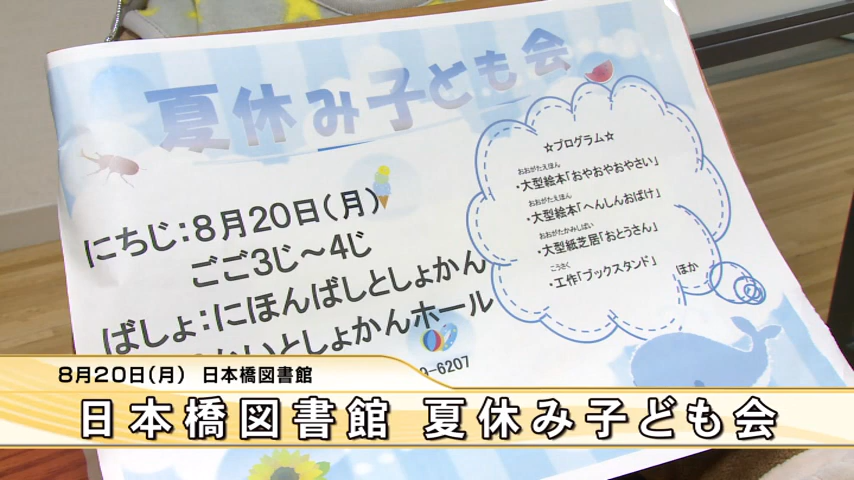 夏休み子ども会
にちじ：8月20日（月）
ごご3じ～4じ
ばしょ：にほんばしとしょかん
いとしょかんホール
9-6207
☆プログラム☆
おおがたえほん
・大型絵本「おやおやおやさい」
おおがたえほん
・大型絵本「へんしんおばけ」
おおがたかみしばい
・大型紙芝居「おとうさん」
こうさく
・工作「ブックスタンド」 ほか
8月20日（月） 日本橋図書館
日本橋図書館 夏休み子ども会